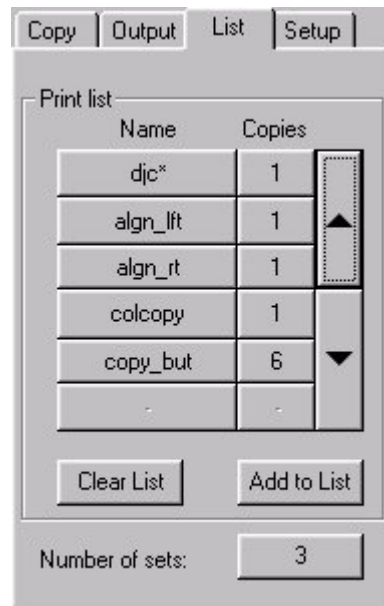 Copy Output List Setup
Print list
Name Copies
djc* 1
algn_lft 1
algn_rt 1
colcopy 1
copy_but 6
- -
Clear List Add to List
Number of sets: 3